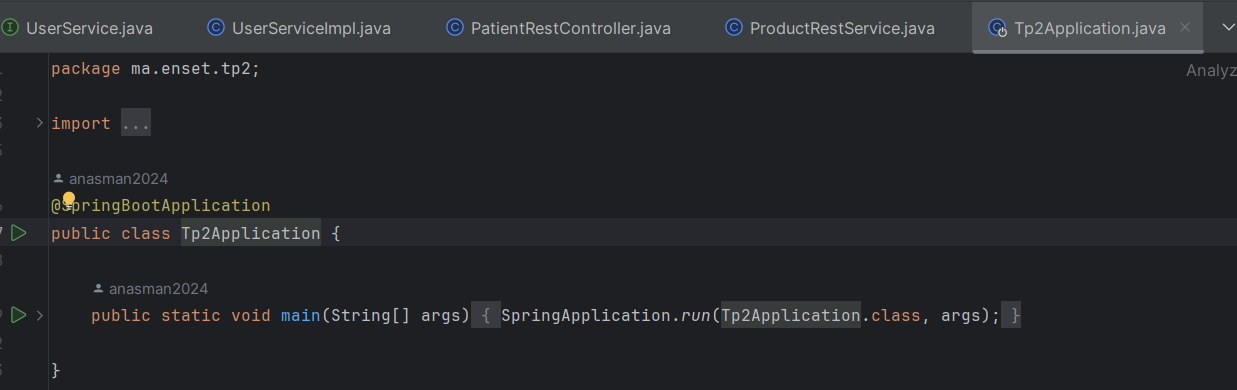 UserService.java UserServiceImpl.java PatientRestController.java ProductRestService.java Tp2Application.java
package ma.enset.tp2;
import ...
anasman2024
@SpringBootApplication
public class Tp2Application {
anasman2024
public static void main(String[] args) { SpringApplication.run(Tp2Application.class, args); }
}